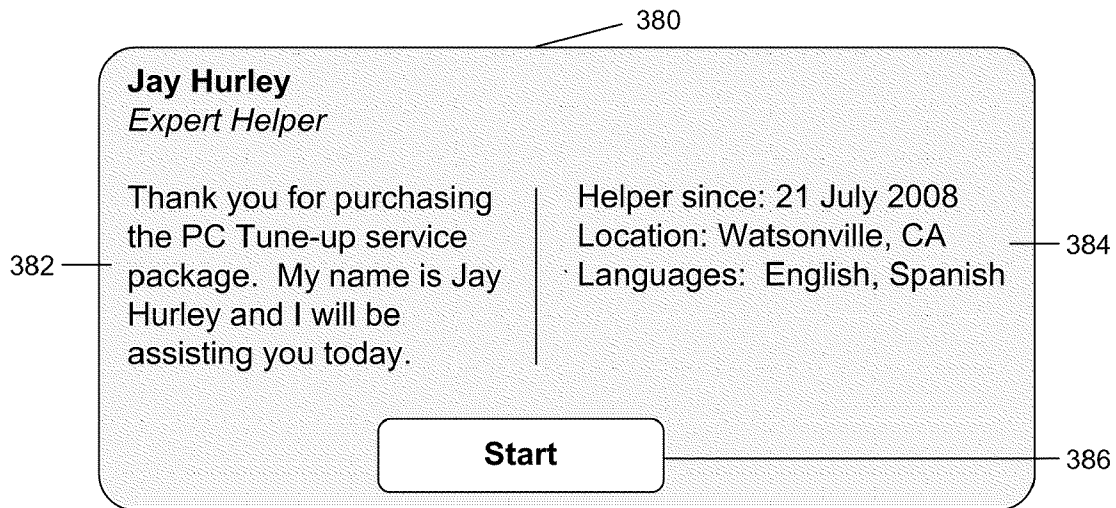 380
Jay Hurley
Expert Helper
Thank you for purchasing
the PC Tune-up service
package. My name is Jay
Hurley and I will be
assisting you today.
382
Helper since: 21 July 2008
Location: Watsonville, CA
Languages: English, Spanish
384
Start
386